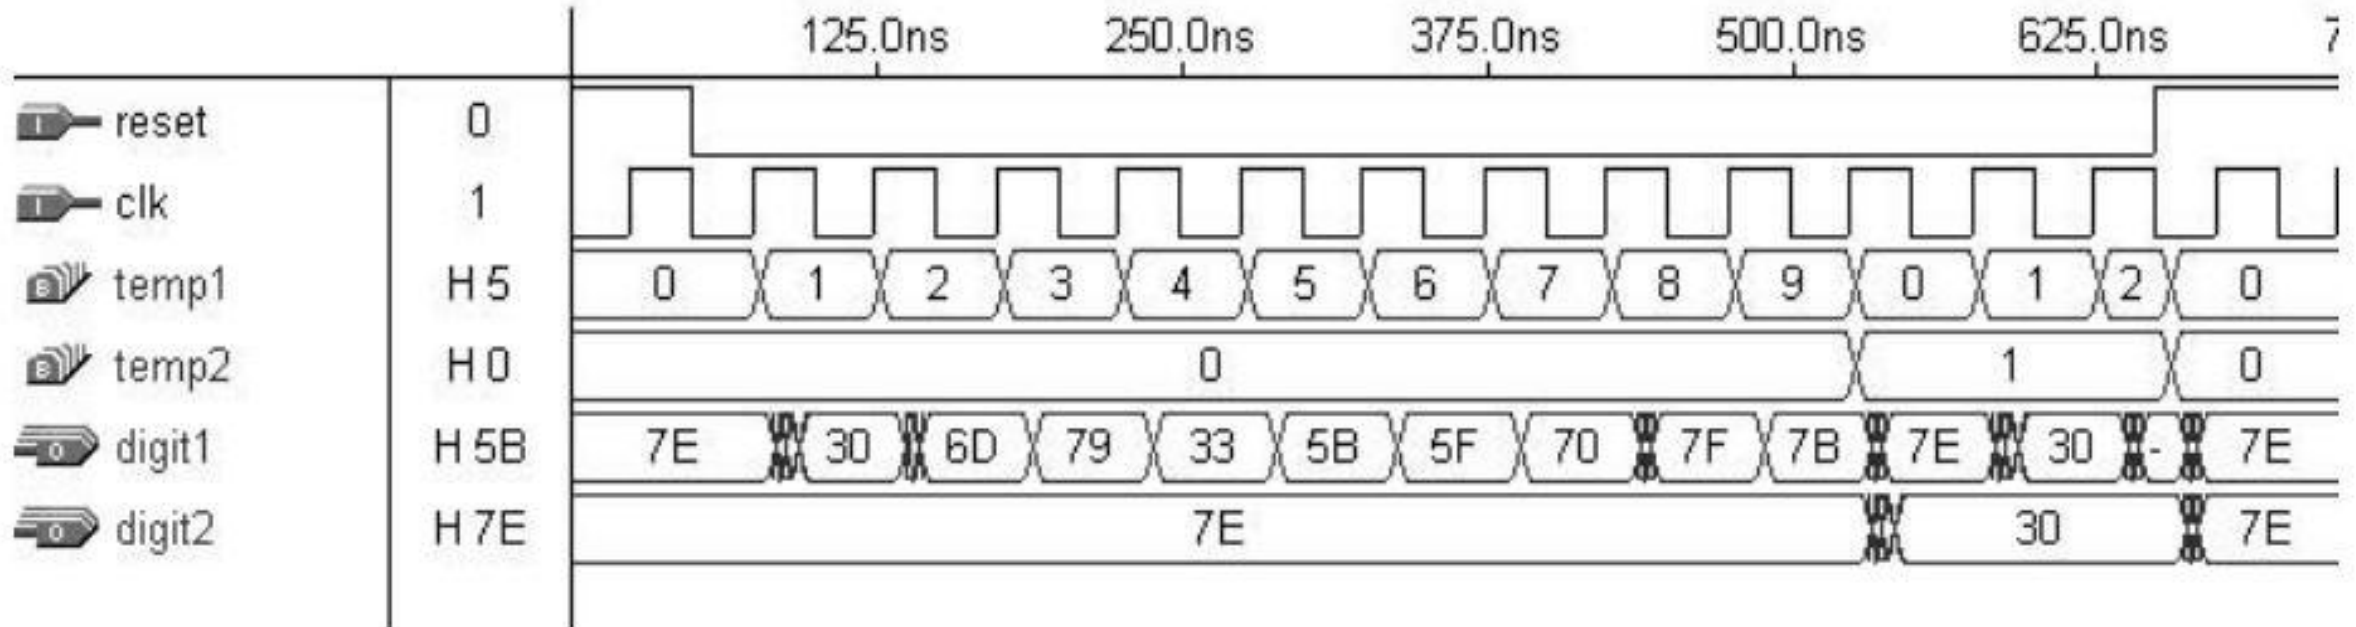 125.0ns 250.0ns 375.0ns 500.0ns 625.0ns 7
reset 0
clk 1
temp1 H 5 0 1 2 3 4 5 6 7 8 9 0 1 2 0
temp2 H 0 0 1 0
digit1 H 5B 7E 30 6D 79 33 5B 5F 70 7F 7B 7E 30 - 7E
digit2 H 7E 7E 30 7E